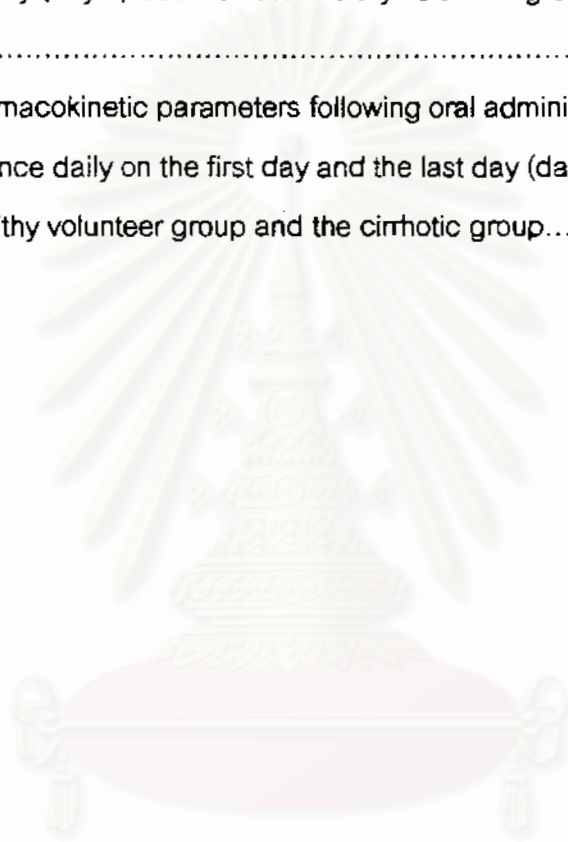 ......................................................................
macokinetic parameters following oral admini
nce daily on the first day and the last day (da
thy volunteer group and the cirrhotic group...